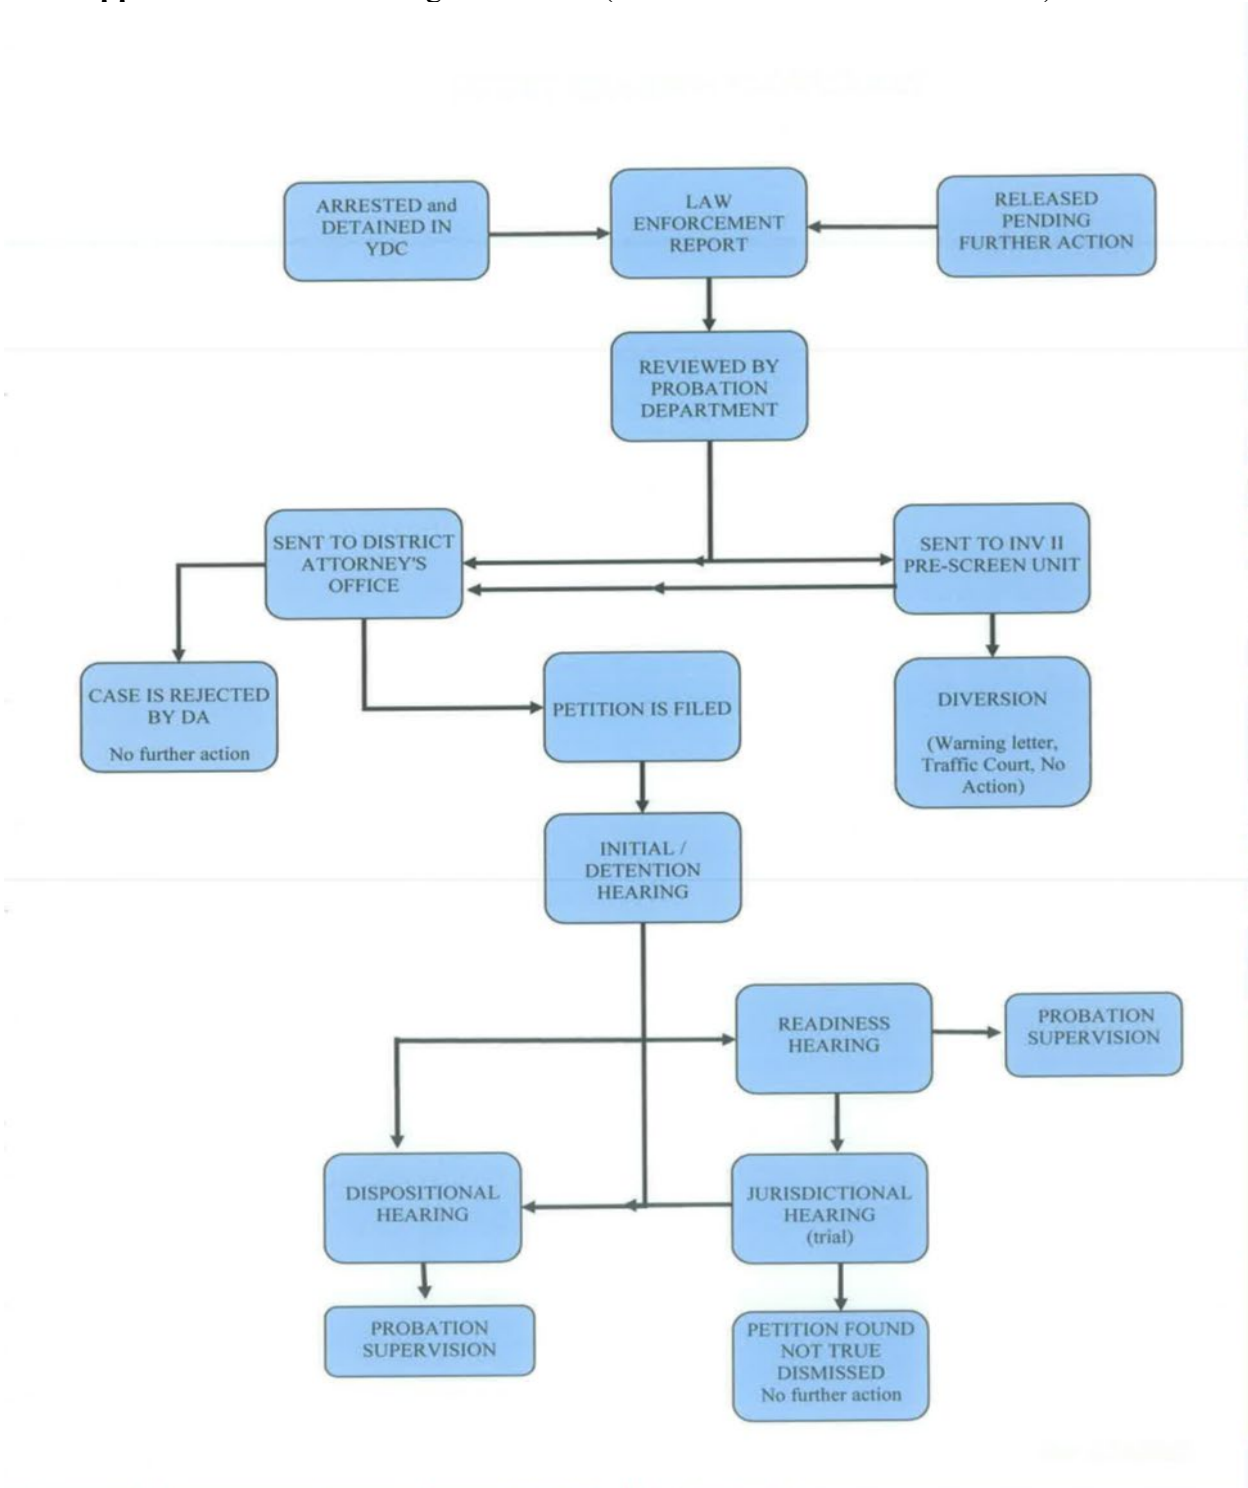 ARRESTED and
DETAINED IN
YDC
LAW
ENFORCEMENT
REPORT
RELEASED
PENDING
FURTHER ACTION
REVIEWED BY
PROBATION
DEPARTMENT
SENT TO DISTRICT
ATTORNEY'S
OFFICE
SENT TO INV II
PRE-SCREEN UNIT
CASE IS REJECTED
BY DA
No further action
PETITION IS FILED
DIVERSION
(Warning letter,
Traffic Court, No
Action)
INITIAL /
DETENTION
HEARING
READINESS
HEARING
PROBATION
SUPERVISION
DISPOSITIONAL
HEARING
JURISDICTIONAL
HEARING
(trial)
PROBATION
SUPERVISION
PETITION FOUND
NOT TRUE
DISMISSED
No further action